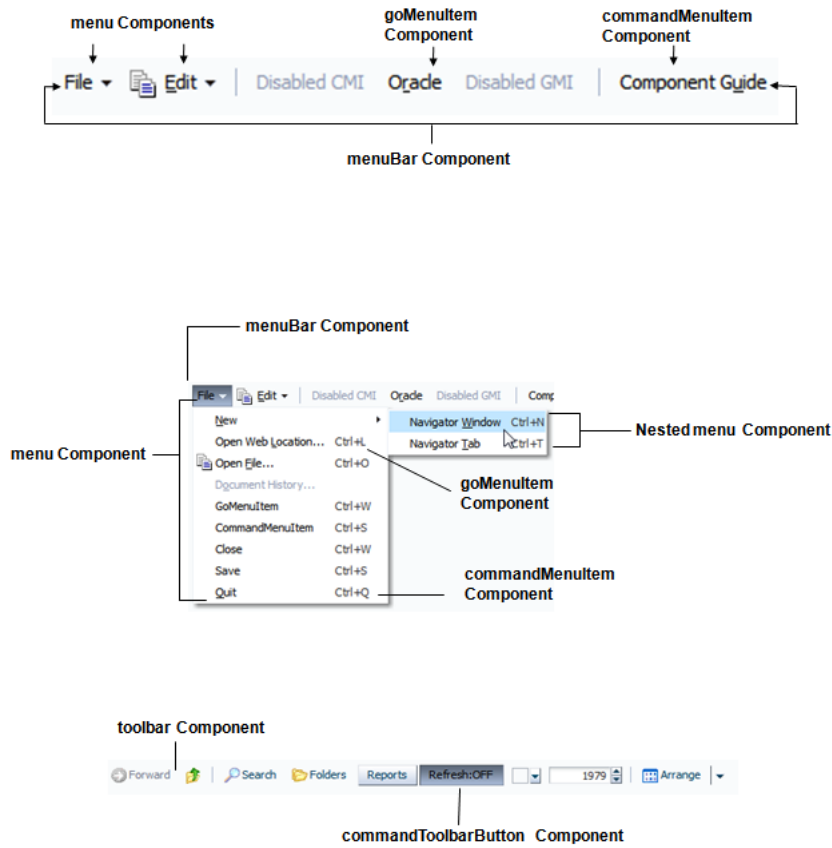 menu Components
goMenuItem
Component
commandMenuItem
Component
File Edit Disabled CMI Oracle Disabled GMI Component Guide
menuBar Component
menuBar Component
File Edit Disabled CMI Oracle Disabled GMI Comp
New
Navigator Window Ctrl+N
Open Web Location... Ctrl+L
Navigator Tab Ctrl+T
Nested menu Component
menu Component
Open File... Ctrl+O
Document History...
goMenuItem
Component
GoMenuItem Ctrl+W
CommandMenuItem Ctrl+S
Close Ctrl+W
Save Ctrl+S
commandMenuItem
Component
Quit Ctrl+Q
toolbar Component
Forward Search Folders Reports Refresh:OFF 1979 Arrange
commandToolbarButton Component